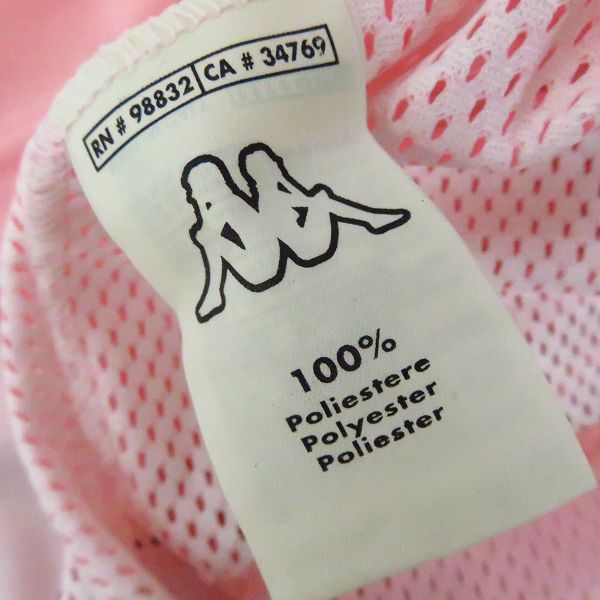 RN # 98832 CA # 34769
100%
Poliestere
Polyester
Poliester